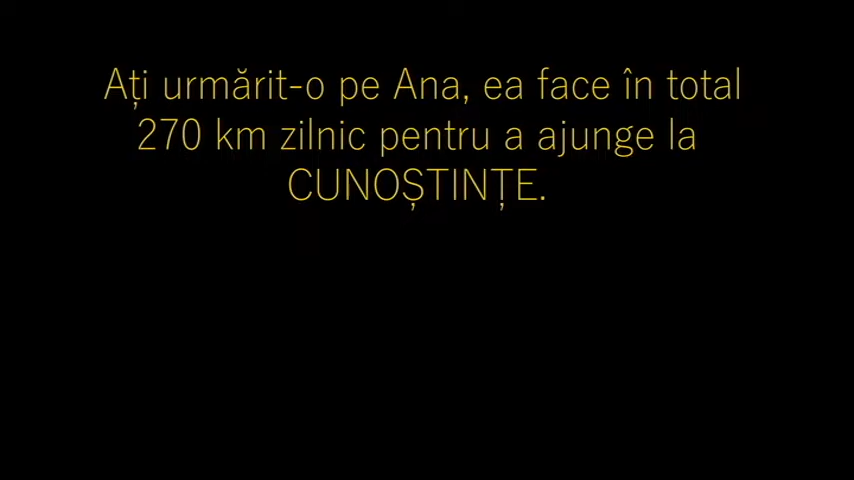 Ați urmărit-o pe Ana, ea face în total
270 km zilnic pentru a ajunge la
CUNOȘTINȚE.